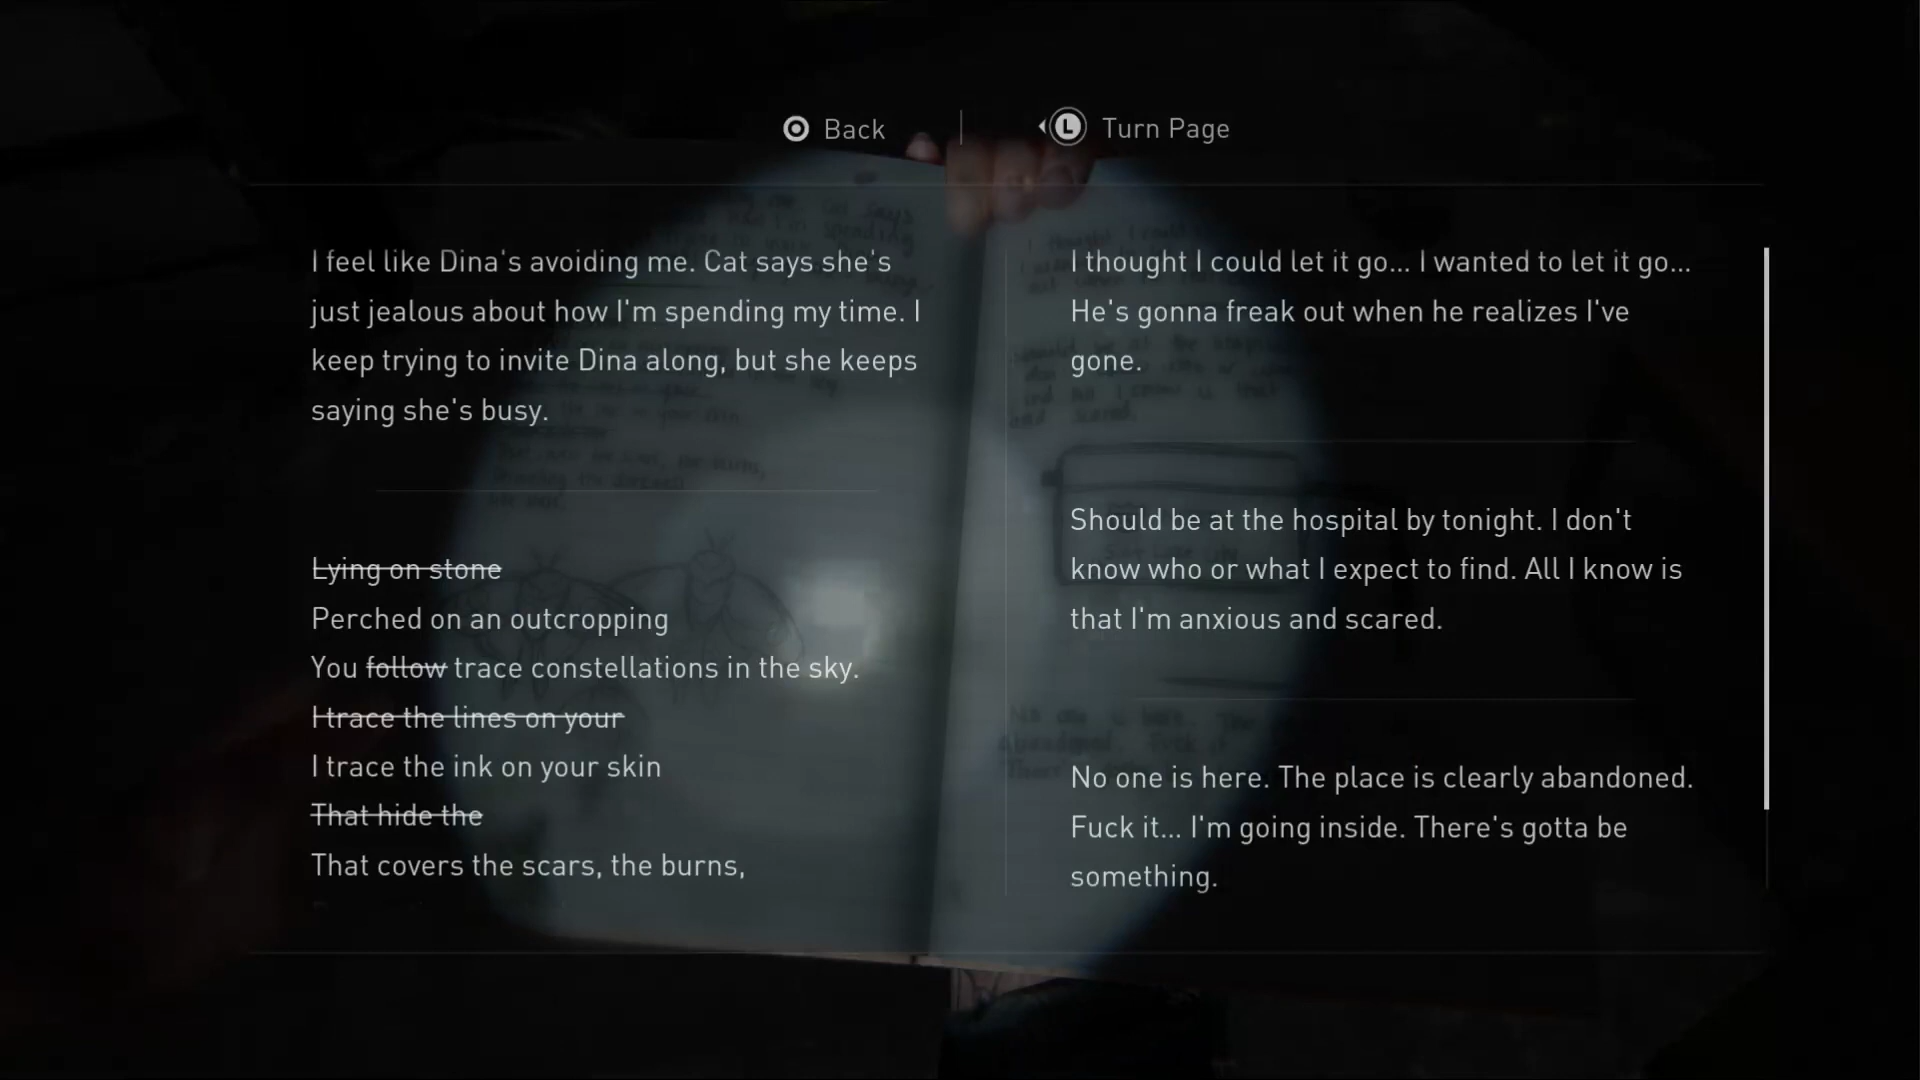 Back
L Turn Page
I feel like Dina's avoiding me. Cat says she's
just jealous about how I'm spending my time. I
keep trying to invite Dina along, but she keeps
saying she's busy.
Lying on stone
Perched on an outcropping
You follow trace constellations in the sky.
I trace the lines on your
I trace the ink on your skin
That hide the
That covers the scars, the burns,
I thought I could let it go... I wanted to let it go...
He's gonna freak out when he realizes I've
gone.
Should be at the hospital by tonight. I don't
know who or what I expect to find. All I know is
that I'm anxious and scared.
No one is here. The place is clearly abandoned.
Fuck it... I'm going inside. There's gotta be
something.